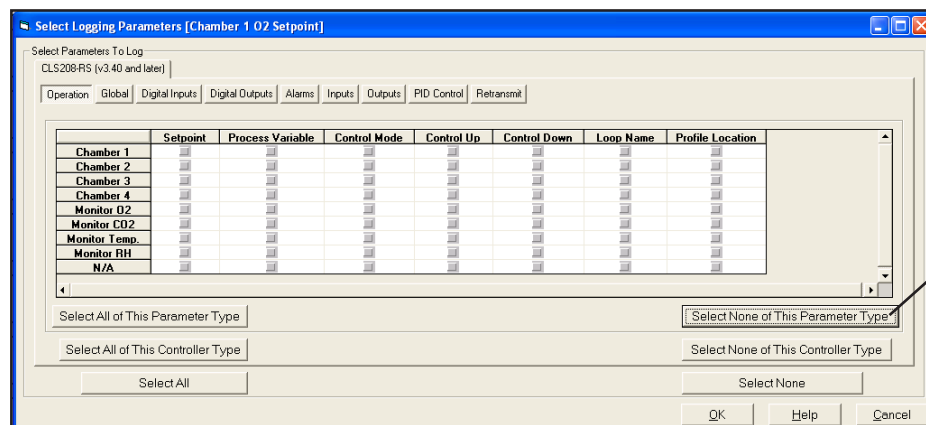 Select Logging Parameters [Chamber 1 O2 Setpoint]
Select Parameters To Log
CLS208-RS (v3.40 and later)
Operation Global Digital Inputs Digital Outputs Alarms Inputs Outputs PID Control Retransmit
Setpoint Process Variable Control Mode Control Up Control Down Loop Name Profile Location
Chamber 1
Chamber 2
Chamber 3
Chamber 4
Monitor O2
Monitor CO2
Monitor Temp.
Monitor RH
N/A
Select All of This Parameter Type Select None of This Parameter Type
Select All of This Controller Type Select None of This Controller Type
Select All Select None
OK Help Cancel